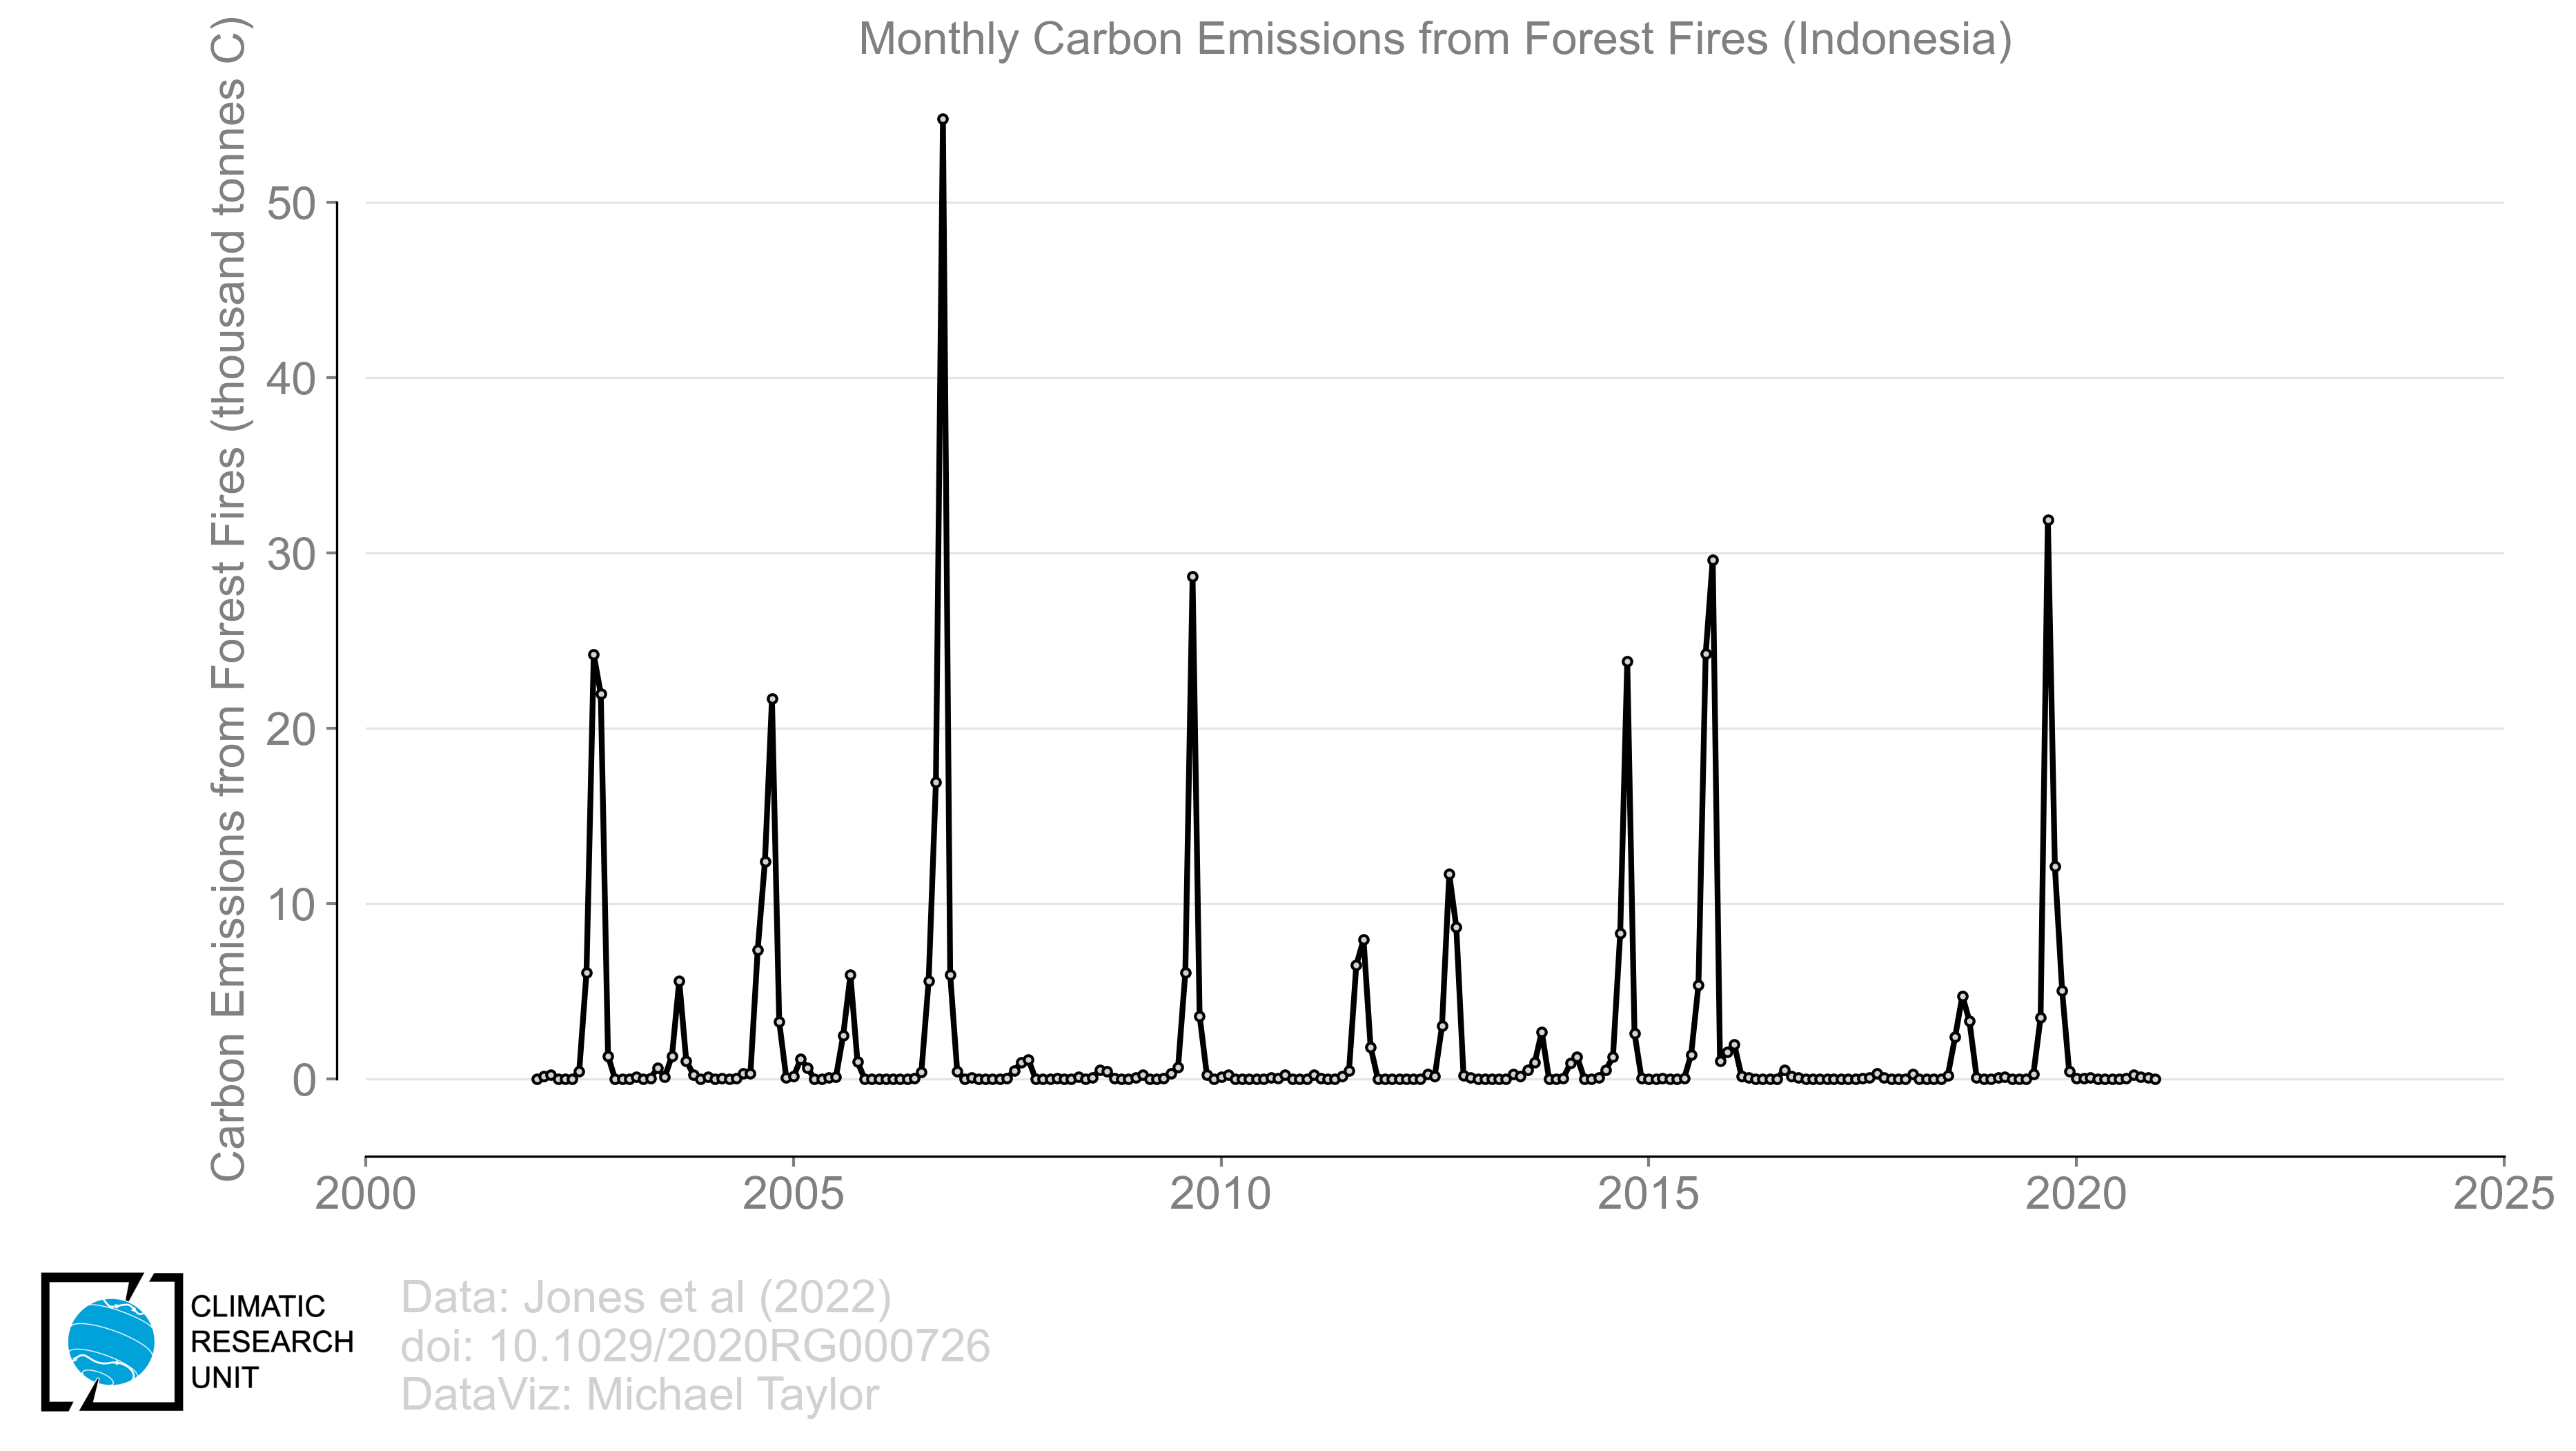 Monthly Carbon Emissions from Forest Fires (Indonesia)
Carbon Emissions from Forest Fires (thousand tonnes C)
50
40
30
20
10
0
2000 2005 2010 2015 2020 2025
CLIMATIC
RESEARCH
UNIT
Data: Jones et al (2022)
doi: 10.1029/2020RG000726
DataViz: Michael Taylor